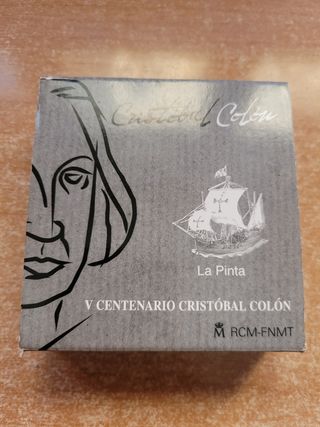 Cristóbal Colón
La Pinta
V CENTENARIO CRISTÓBAL COLÓN
M RCM-FNMT